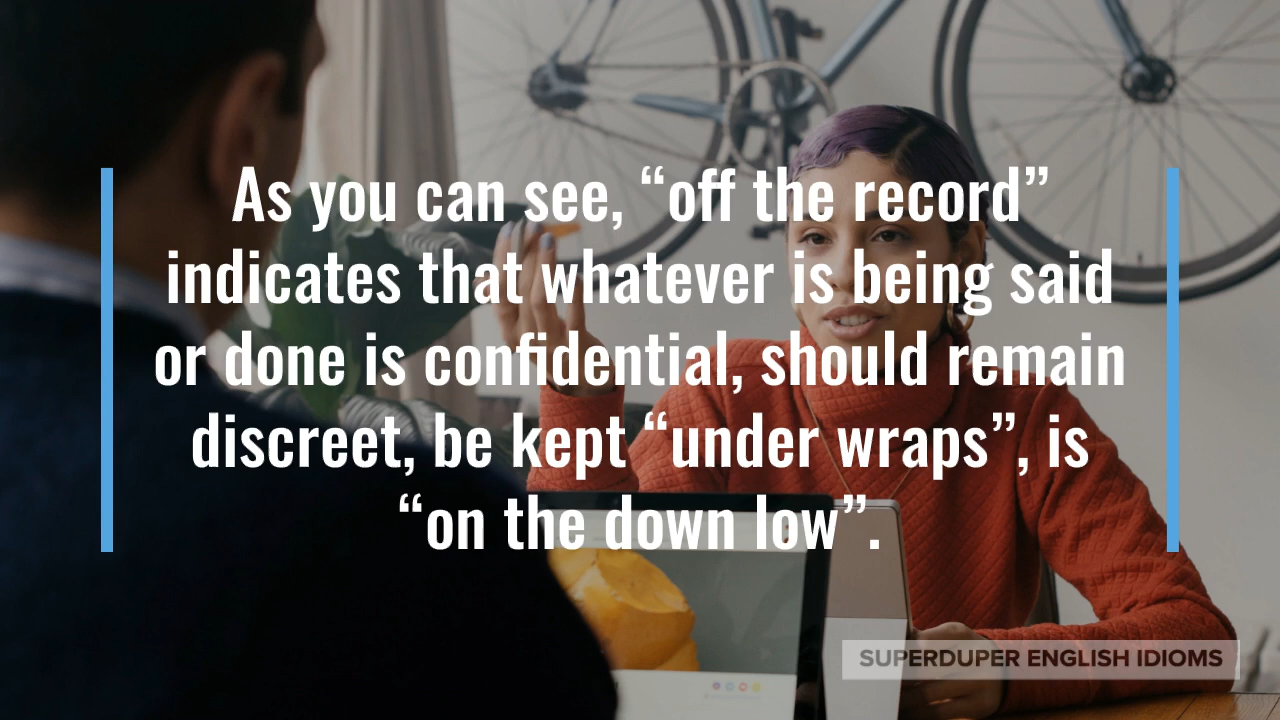 As you can see, “off the record”
indicates that whatever is being said
or done is confidential, should remain
discreet, be kept “under wraps”, is
“on the down low”.
SUPERDUPER ENGLISH IDIOMS